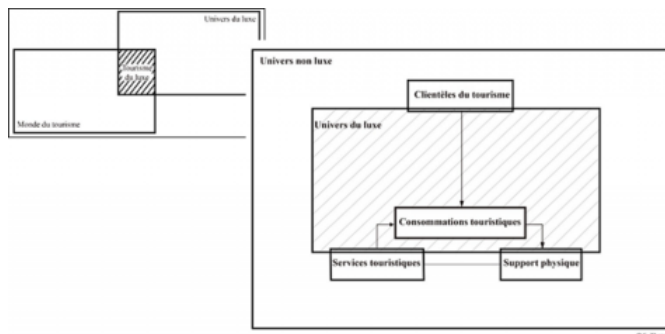 Univers du luxe
Tourisme
du luxe
Monde du tourisme
Univers non luxe
Clientèles du tourisme
Univers du luxe
Consommations touristiques
Services touristiques
Support physique